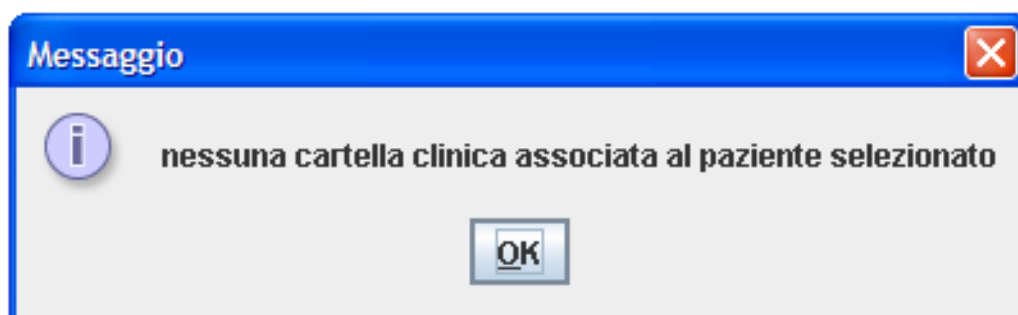 Messaggio
nessuna cartella clinica associata al paziente selezionato
OK